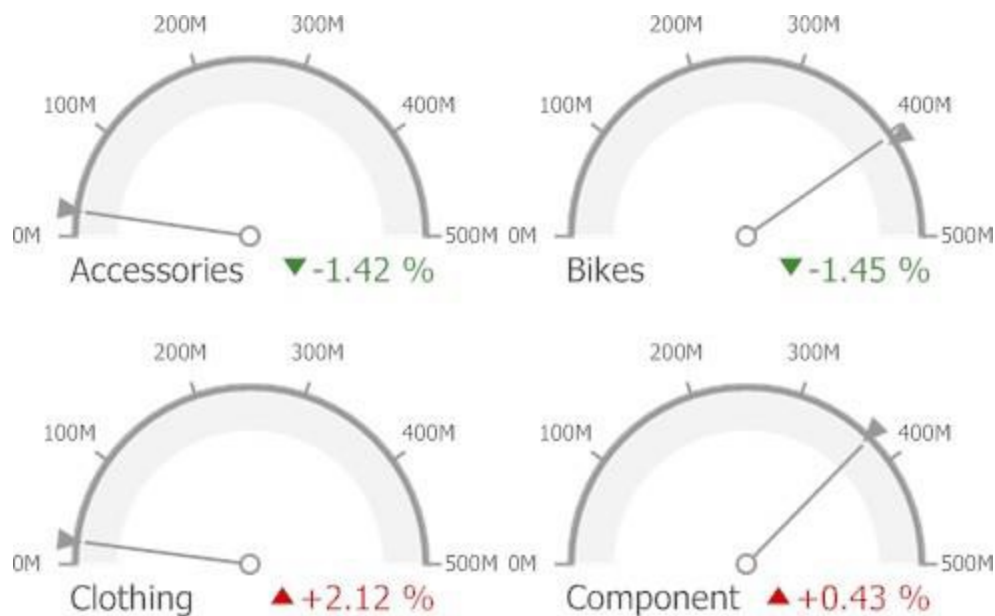 200M 300M 200M 300M
100M 400M 100M 400M
0M 500M 0M 500M
Accessories ▼ -1.42 % Bikes ▼ -1.45 %
200M 300M 200M 300M
100M 400M 100M 400M
0M 500M 0M 500M
Clothing ▲ +2.12 % Component ▲ +0.43 %